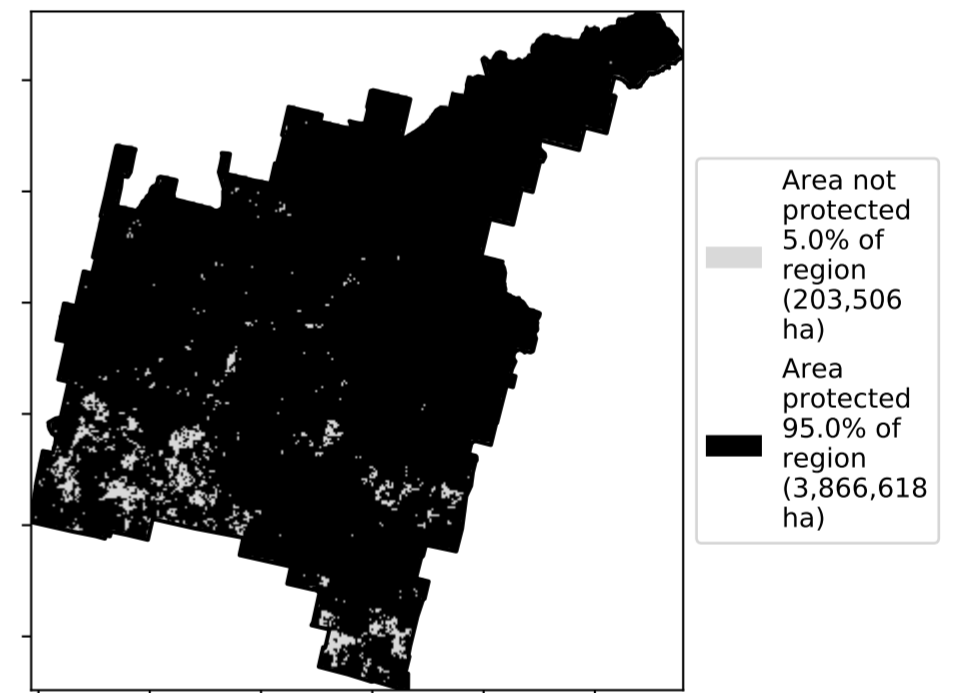 Area not
protected
5.0% of
region
(203,506
ha)
Area
protected
95.0% of
region
(3,866,618
ha)